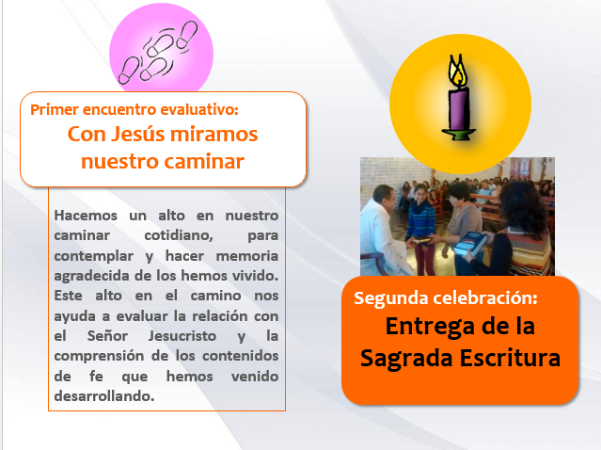 Primer encuentro evaluativo:
Con Jesús miramos
nuestro caminar
Hacemos un alto en nuestro
caminar cotidiano, para
contemplar y hacer memoria
agradecida de los hemos vivido.
Este alto en el camino nos
ayuda a evaluar la relación con
el Señor Jesucristo y la
comprensión de los contenidos
de fe que hemos venido
desarrollando.
Segunda celebración:
Entrega de la
Sagrada Escritura